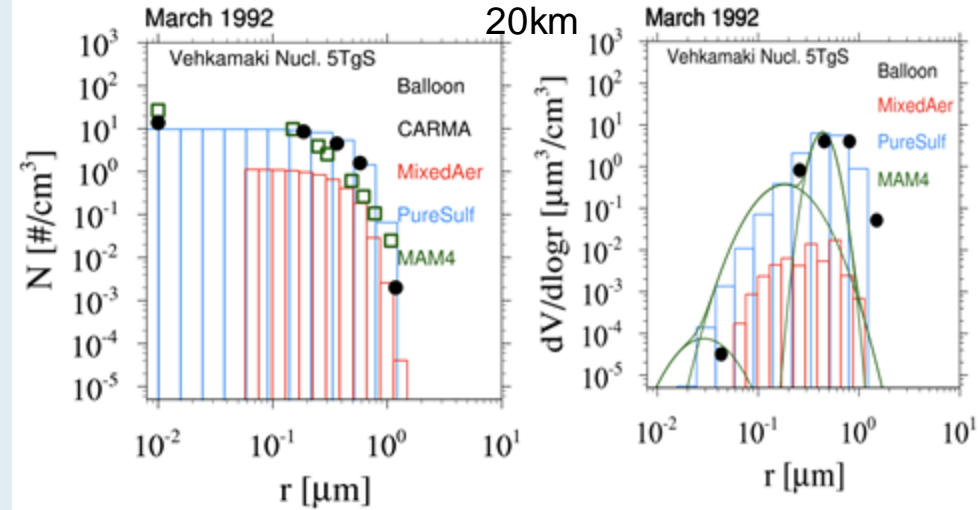 20km
March 1992
Vehkamaki Nucl. 5TgS
Balloon
CARMA
MixedAer
PureSulf
MAM4
N [#/cm³]
10³
10²
10¹
10⁰
10⁻¹
10⁻²
10⁻³
10⁻⁴
10⁻⁵
10⁻²
10⁻¹
10⁰
10¹
r [μm]
March 1992
Vehkamaki Nucl. 5TgS
Balloon
MixedAer
PureSulf
MAM4
dV/dlogr [μm³/cm³]
10³
10²
10¹
10⁰
10⁻¹
10⁻²
10⁻³
10⁻⁴
10⁻⁵
10⁻²
10⁻¹
10⁰
10¹
r [μm]